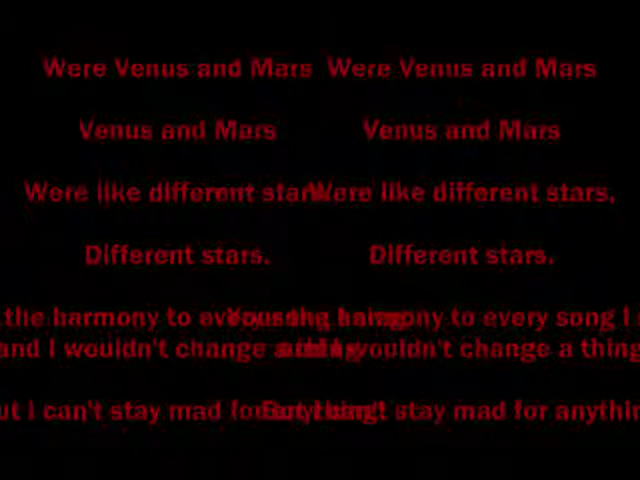 Were Venus and Mars Were Venus and Mars
Venus and Mars Venus and Mars
Were like different stars Were like different stars,
Different stars. Different stars.
the harmony to harmony to every song I
and I wouldn't change wouldn't change a thing
I can't stay mad stay mad for anythin